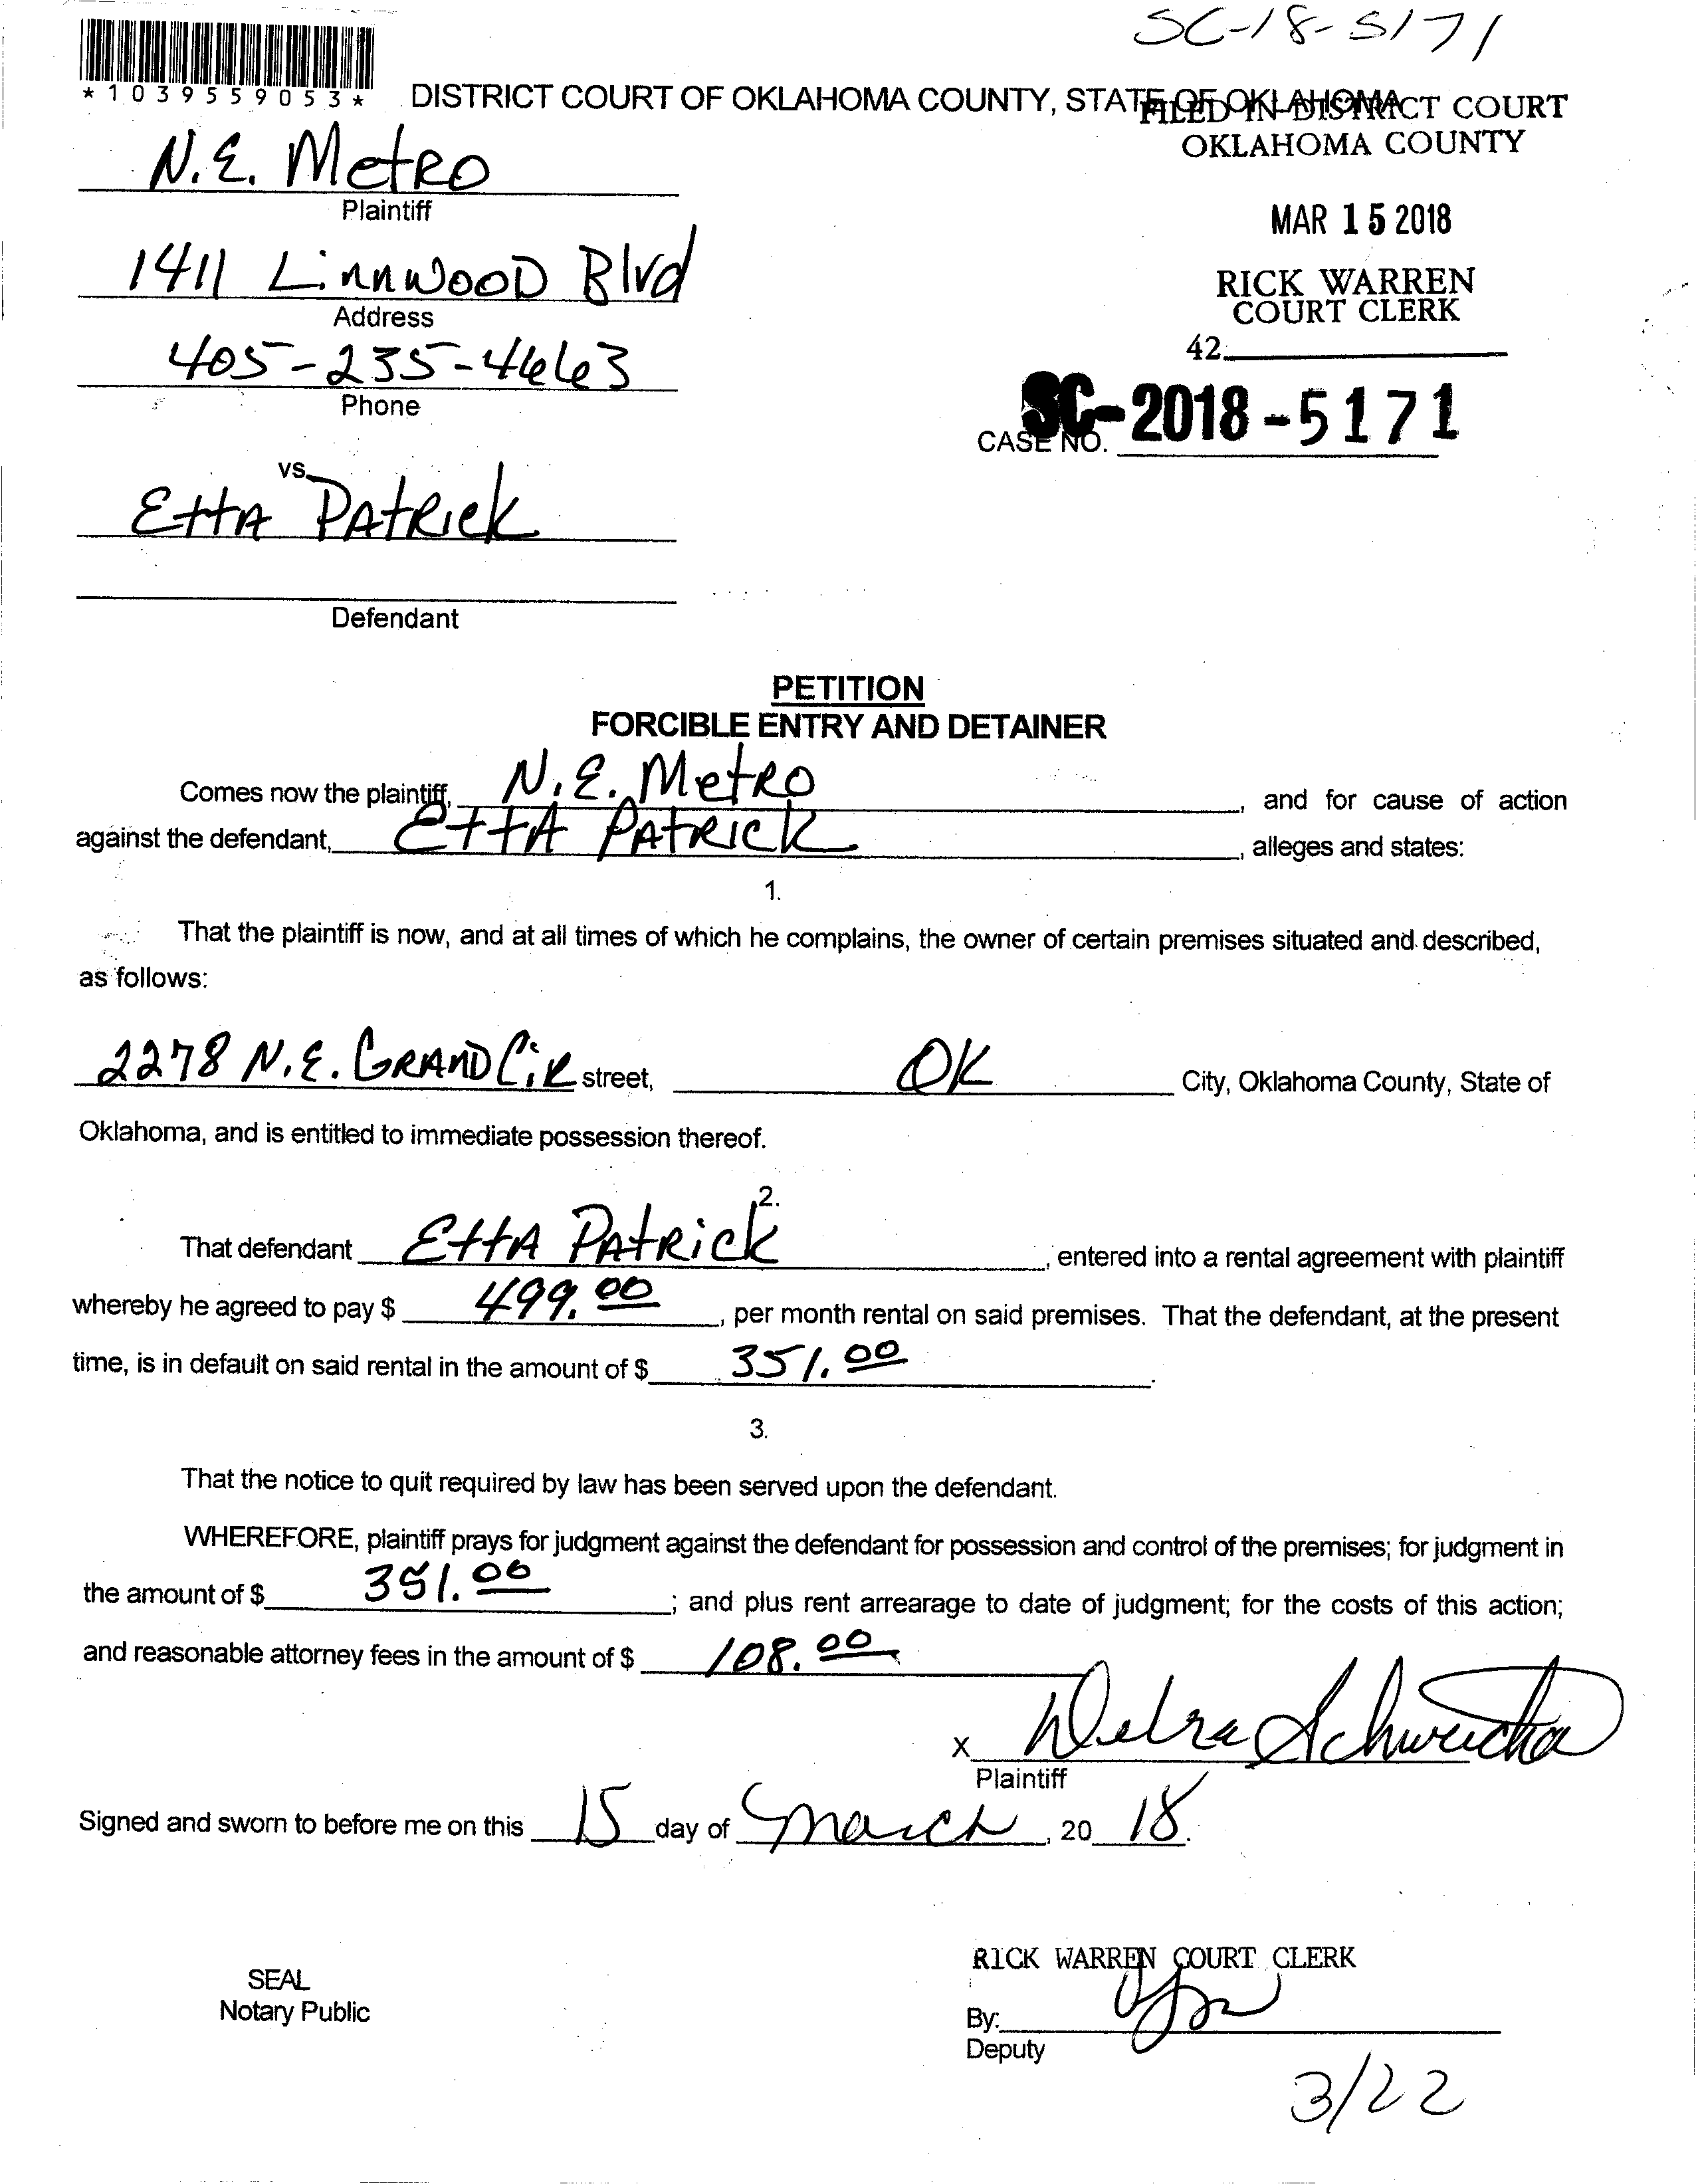 SC-18-5171
*1039559053*
DISTRICT COURT OF OKLAHOMA COUNTY, STATE OF OKLAHOMA
FILED IN DISTRICT COURT
OKLAHOMA COUNTY
N.E. Metro
Plaintiff
MAR 15 2018
1411 LinnwooD Blvd
Address
RICK WARREN
COURT CLERK
405-235-4663
Phone
42
SC-2018-5171
CASE NO.
vs.
Etta Patrick
Defendant
PETITION
FORCIBLE ENTRY AND DETAINER
Comes now the plaintiff, N.E. Metro, and for cause of action
against the defendant, Etta Patrick, alleges and states:
1.
That the plaintiff is now, and at all times of which he complains, the owner of certain premises situated and described,
as follows:
2278 N.E. Grand Cir street, OK City, Oklahoma County, State of
Oklahoma, and is entitled to immediate possession thereof.
2.
That defendant Etta Patrick, entered into a rental agreement with plaintiff
whereby he agreed to pay $ 499.00, per month rental on said premises. That the defendant, at the present
time, is in default on said rental in the amount of $ 351.00.
3.
That the notice to quit required by law has been served upon the defendant.
WHEREFORE, plaintiff prays for judgment against the defendant for possession and control of the premises; for judgment in
the amount of $ 351.00; and plus rent arrearage to date of judgment; for the costs of this action;
and reasonable attorney fees in the amount of $ 108.00
x Debra
Plaintiff
Signed and sworn to before me on this 15 day of March, 20 18.
RICK WARREN COURT CLERK
SEAL
Notary Public
By:
Deputy
3/22